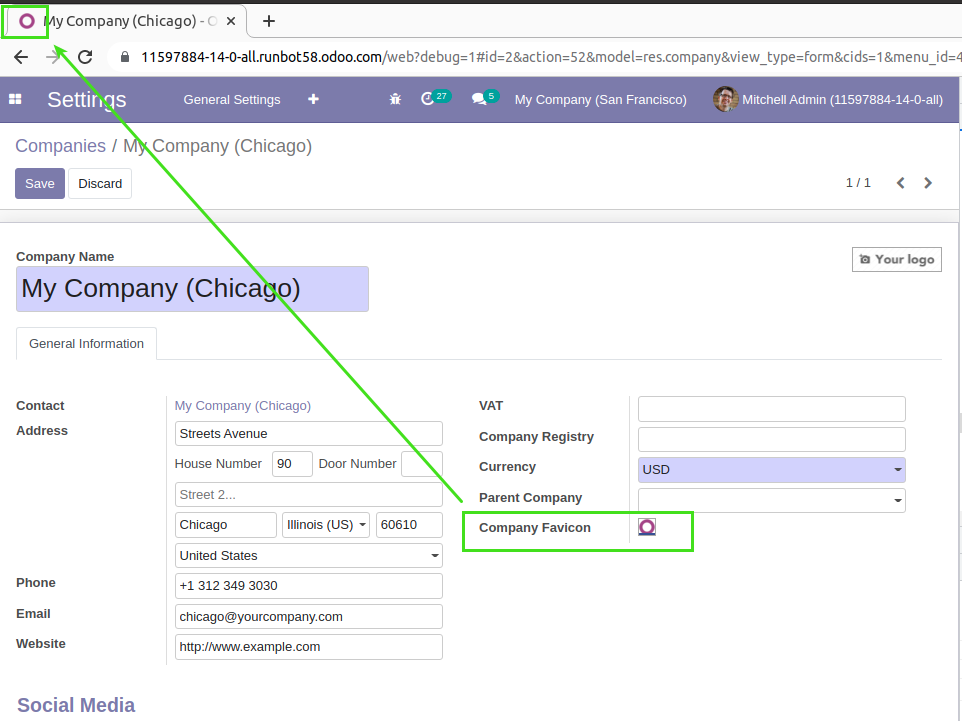 My Company (Chicago) - O
11597884-14-0-all.runbot58.odoo.com/web?debug=1#id=2&action=52&model=res.company&view_type=form&cids=1&menu_id=4
Settings General Settings 27 5 My Company (San Francisco) Mitchell Admin (11597884-14-0-all)
Companies / My Company (Chicago)
Save Discard 1 / 1
Company Name
Your logo
My Company (Chicago)
General Information
Contact My Company (Chicago)
Address Streets Avenue
House Number 90 Door Number
Street 2...
Chicago Illinois (US) 60610
United States
Phone +1 312 349 3030
Email chicago@yourcompany.com
Website http://www.example.com
VAT
Company Registry
Currency USD
Parent Company
Company Favicon
Social Media